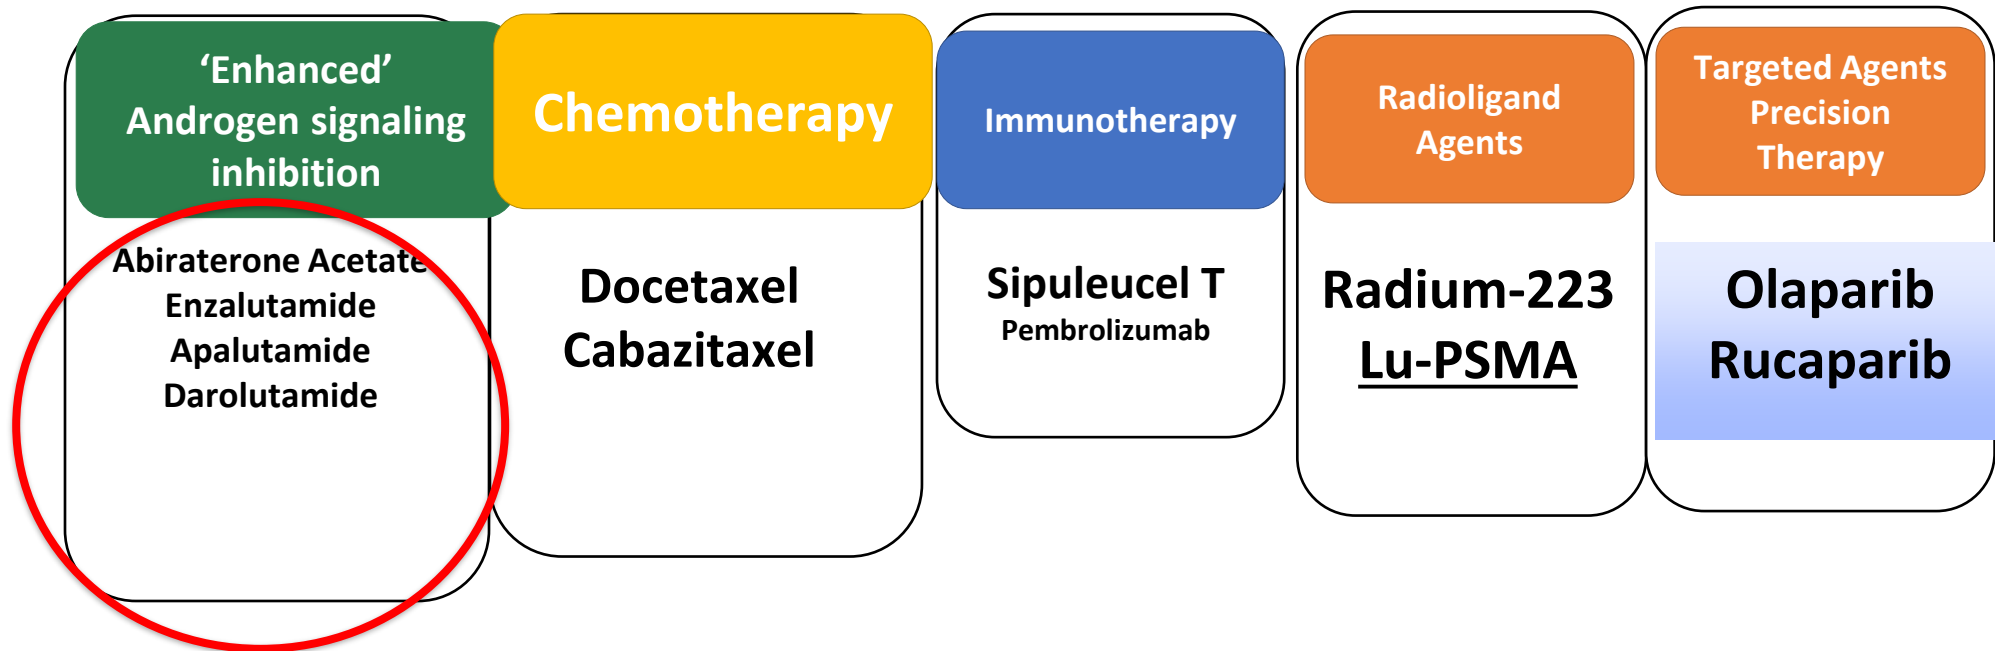 ‘Enhanced’
Androgen signaling
inhibition
Abiraterone Acetate
Enzalutamide
Apalutamide
Darolutamide
Chemotherapy
Docetaxel
Cabazitaxel
Immunotherapy
Sipuleucel T
Pembrolizumab
Radioligand
Agents
Radium-223
Lu-PSMA
Targeted Agents
Precision
Therapy
Olaparib
Rucaparib